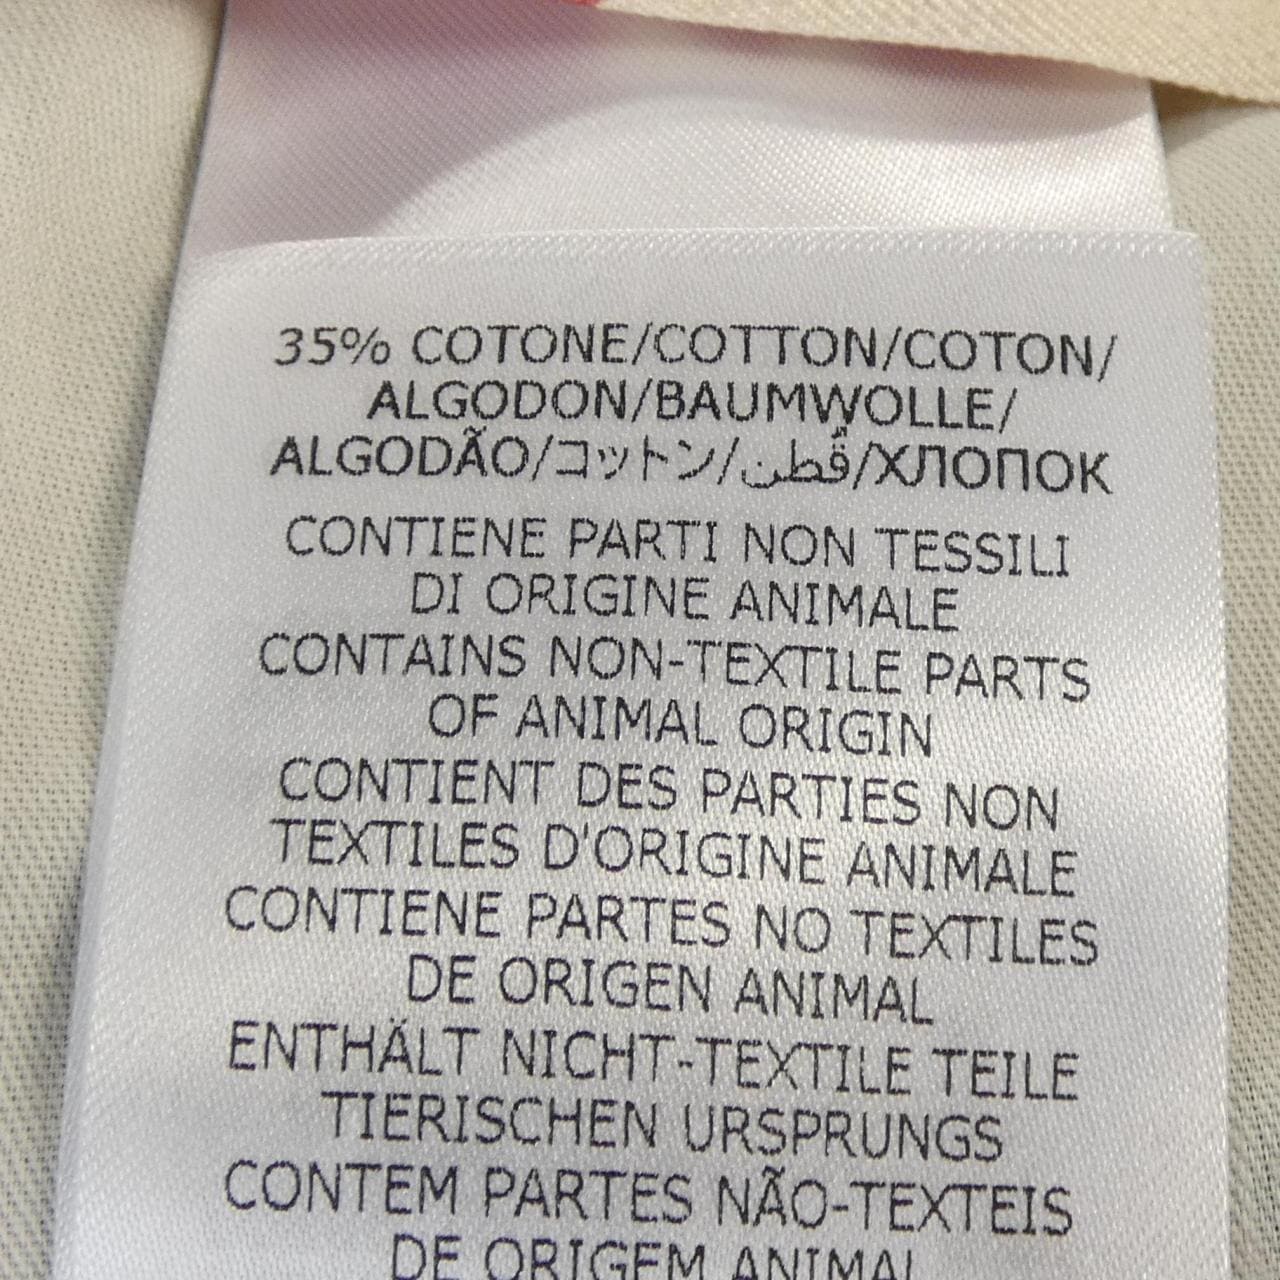 35% COTONE/COTTON/COTON/
ALGODON/BAUMWOLLE/
ALGODÃO/コットン/قُطن/ХЛОПОК
CONTIENE PARTI NON TESSILI
DI ORIGINE ANIMALE
CONTAINS NON-TEXTILE PARTS
OF ANIMAL ORIGIN
CONTIENT DES PARTIES NON
TEXTILES D'ORIGINE ANIMALE
CONTIENE PARTES NO TEXTILES
DE ORIGEN ANIMAL
ENTHÄLT NICHT-TEXTILE TEILE
TIERISCHEN URSPRUNGS
CONTEM PARTES NÃO-TEXTEIS
DE ORIGEM ANIMAL